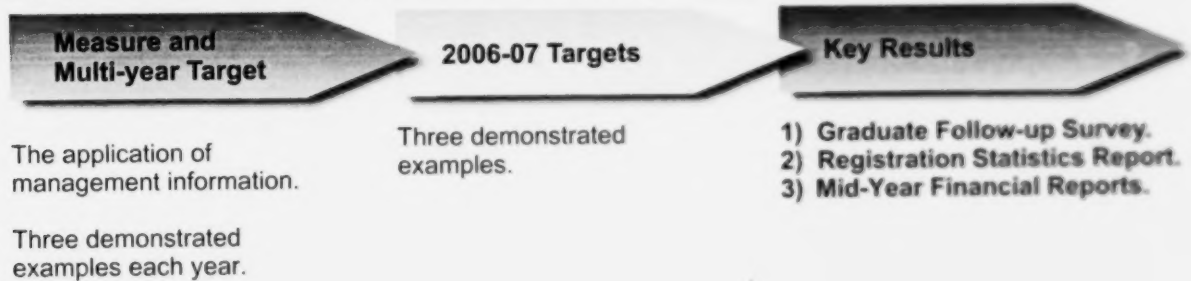 Measure and
Multi-year Target
The application of
management information.
Three demonstrated
examples each year.
2006-07 Targets
Three demonstrated
examples.
Key Results
1) Graduate Follow-up Survey.
2) Registration Statistics Report.
3) Mid-Year Financial Reports.